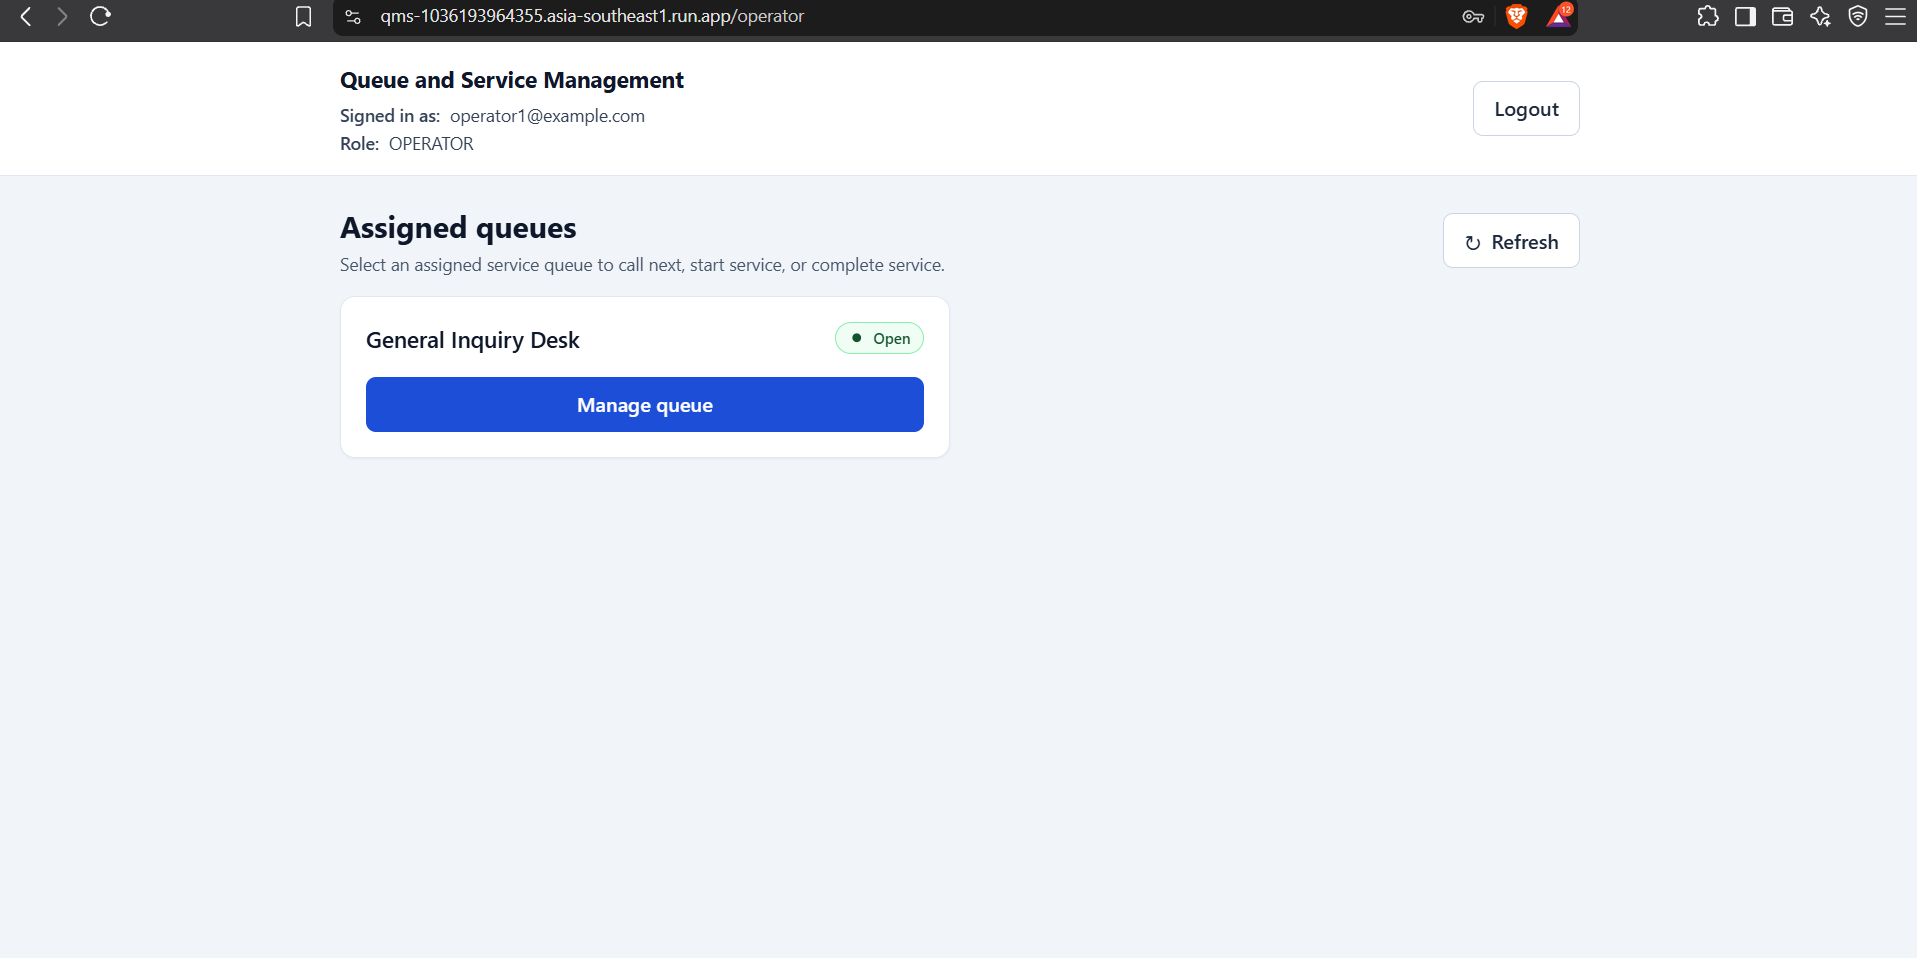 qms-1036193964355.asia-southeast1.run.app/operator
12
Queue and Service Management
Signed in as: operator1@example.com
Role: OPERATOR
Logout
Assigned queues
Select an assigned service queue to call next, start service, or complete service.
↻ Refresh
General Inquiry Desk
Open
Manage queue